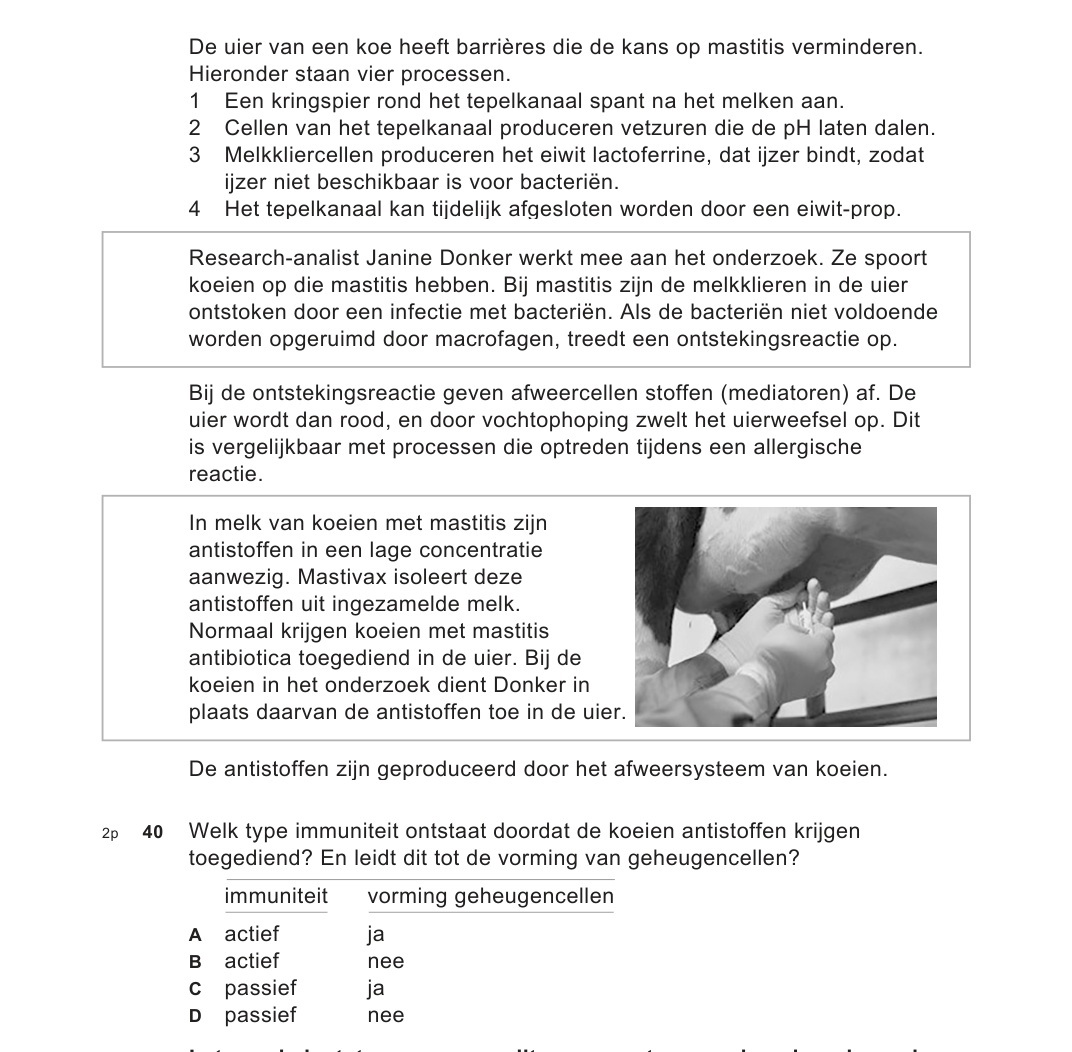 De uier van een koe heeft barrières die de kans op mastitis verminderen.
Hieronder staan vier processen.
1 Een kringspier rond het tepelkanaal spant na het melken aan.
2 Cellen van het tepelkanaal produceren vetzuren die de pH laten dalen.
3 Melkkliercellen produceren het eiwit lactoferrine, dat ijzer bindt, zodat
ijzer niet beschikbaar is voor bacteriën.
4 Het tepelkanaal kan tijdelijk afgesloten worden door een eiwit-prop.
Research-analist Janine Donker werkt mee aan het onderzoek. Ze spoort
koeien op die mastitis hebben. Bij mastitis zijn de melkklieren in de uier
ontstoken door een infectie met bacteriën. Als de bacteriën niet voldoende
worden opgeruimd door macrofagen, treedt een ontstekingsreactie op.
Bij de ontstekingsreactie geven afweercellen stoffen (mediatoren) af. De
uier wordt dan rood, en door vochtophoping zwelt het uierweefsel op. Dit
is vergelijkbaar met processen die optreden tijdens een allergische
reactie.
In melk van koeien met mastitis zijn
antistoffen in een lage concentratie
aanwezig. Mastivax isoleert deze
antistoffen uit ingezamelde melk.
Normaal krijgen koeien met mastitis
antibiotica toegediend in de uier. Bij de
koeien in het onderzoek dient Donker in
plaats daarvan de antistoffen toe in de uier.
De antistoffen zijn geproduceerd door het afweersysteem van koeien.
2p 40 Welk type immuniteit ontstaat doordat de koeien antistoffen krijgen
toegediend? En leidt dit tot de vorming van geheugencellen?
immuniteit vorming geheugencellen
A actief ja
B actief nee
C passief ja
D passief nee